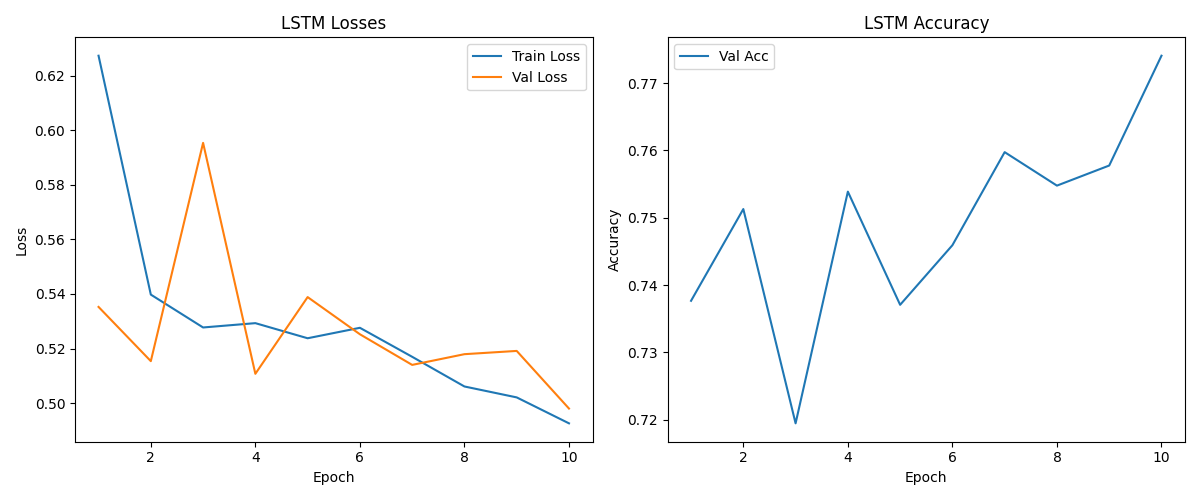 LSTM Losses
Train Loss
Val Loss
0.62
0.60
0.58
0.56
0.54
0.52
0.50
Loss
2 4 6 8 10
Epoch
LSTM Accuracy
Val Acc
0.77
0.76
0.75
0.74
0.73
0.72
Accuracy
2 4 6 8 10
Epoch